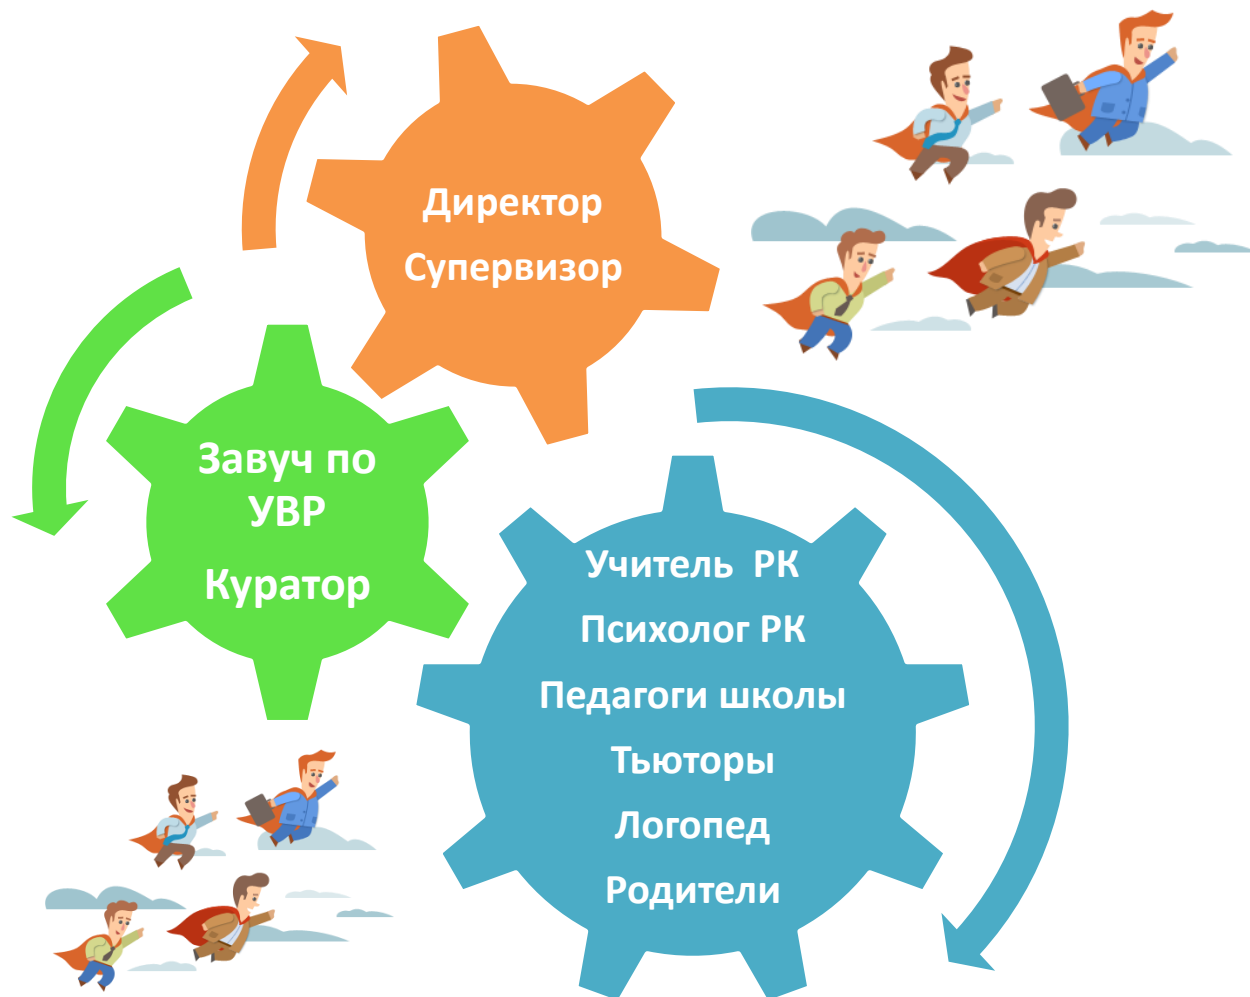 Директор
Супервизор
Завуч по
УВР
Куратор
Учитель  РК
Психолог РК
Педагоги школы
Тьюторы
Логопед
Родители